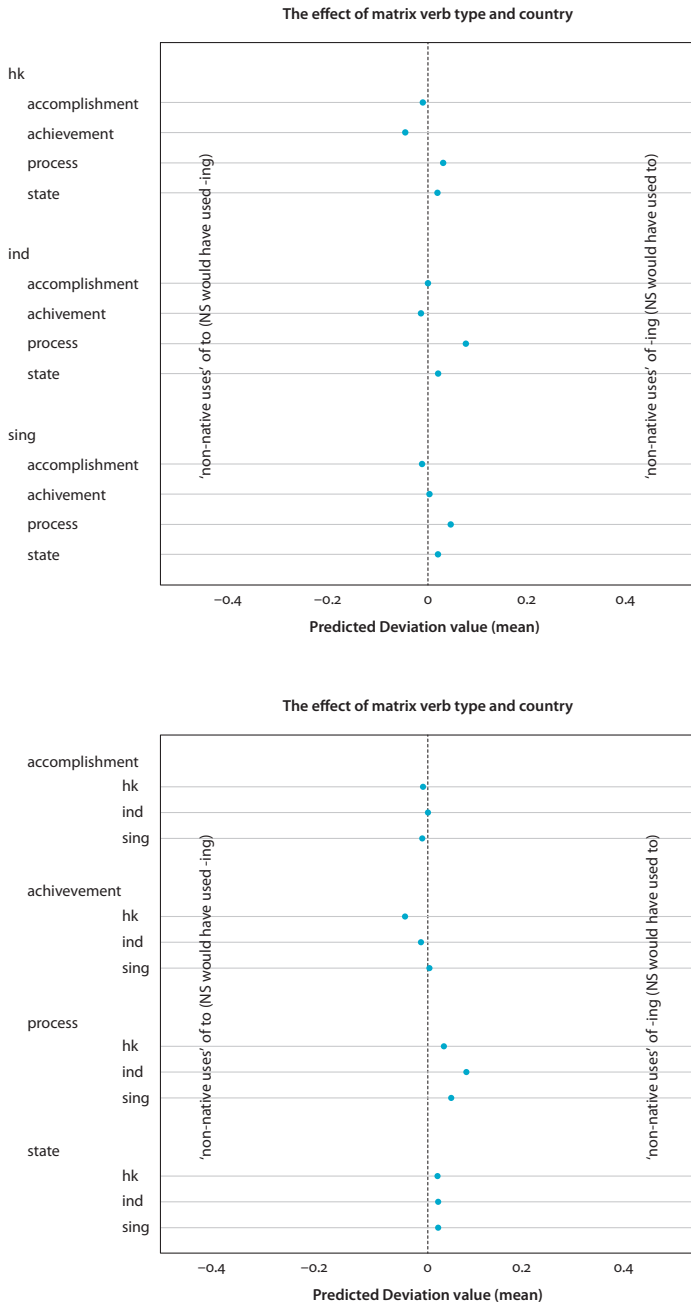 The effect of matrix verb type and country
hk
accomplishment
achievement
process
state
ind
accomplishment
achivement
process
state
sing
accomplishment
achivement
process
state
‘non-native uses’ of to (NS would have used -ing)
‘non-native uses’ of -ing (NS would have used to)
−0.4 −0.2 0 0.2 0.4
Predicted Deviation value (mean)
The effect of matrix verb type and country
accomplishment
hk
ind
sing
achivevement
hk
ind
sing
process
hk
ind
sing
state
hk
ind
sing
‘non-native uses’ of to (NS would have used -ing)
‘non-native uses’ of -ing (NS would have used to)
−0.4 −0.2 0 0.2 0.4
Predicted Deviation value (mean)